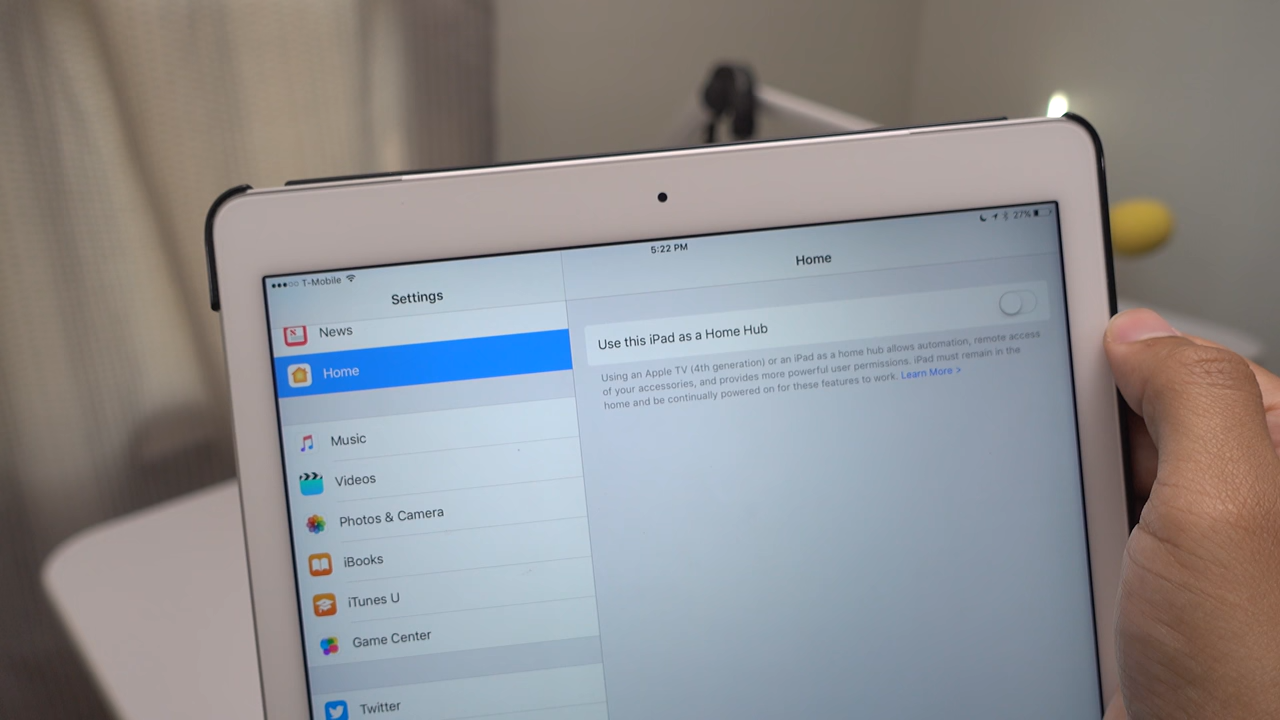 T-Mobile
5:22 PM
27%
Settings
News
Home
Music
Videos
Photos & Camera
iBooks
iTunes U
Game Center
Twitter
Home
Use this iPad as a Home Hub
Using an Apple TV (4th generation) or an iPad as a home hub allows automation, remote access
of your accessories, and provides more powerful user permissions. iPad must remain in the
home and be continually powered on for these features to work. Learn More >